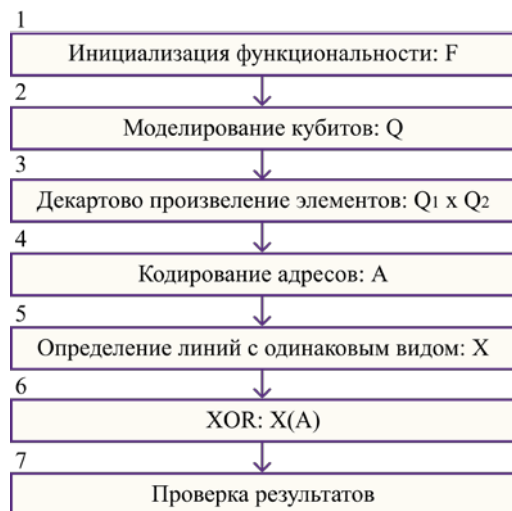 1
Инициализация функциональности: F
2
Моделирование кубитов: Q
3
Декартово произвеление элементов: Q1 x Q2
4
Кодирование адресов: A
5
Определение линий с одинаковым видом: X
6
XOR: X(A)
7
Проверка результатов